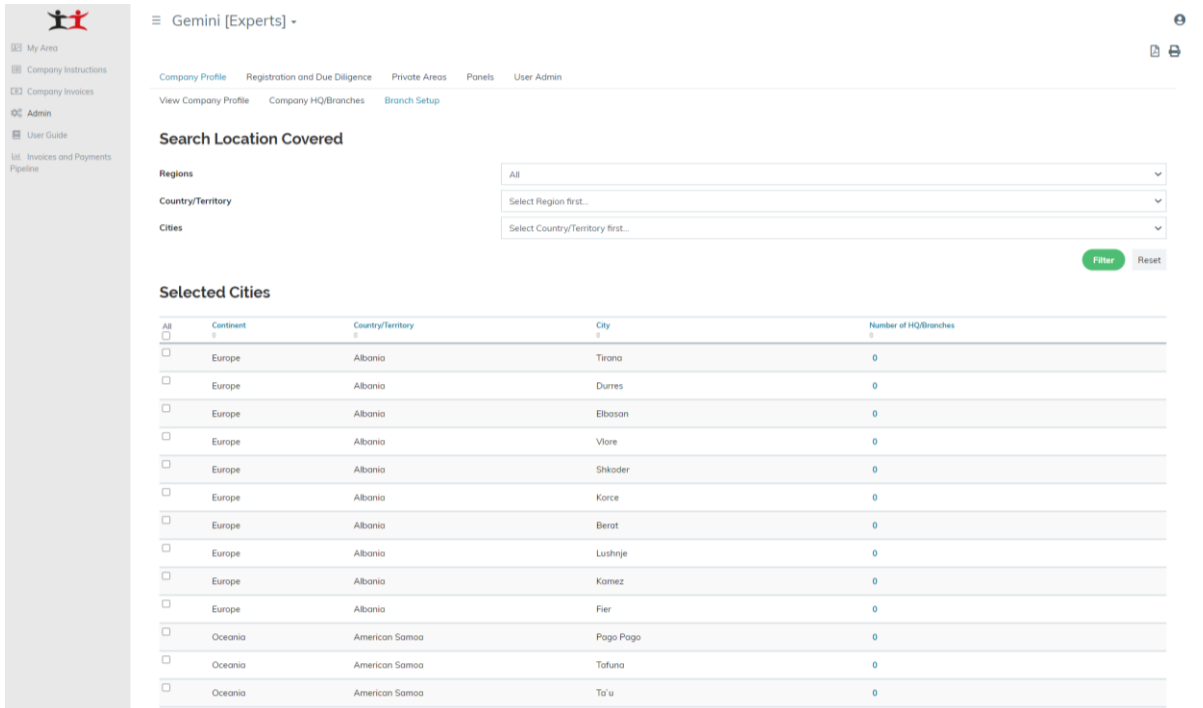 Gemini [Experts]
My Area
Company Instructions
Company Invoices
Admin
User Guide
Invoices and Payments
Pipeline
Company Profile Registration and Due Diligence Private Areas Panels User Admin
View Company Profile Company HQ/Branches Branch Setup
Search Location Covered
Regions All
Country/Territory Select Region first...
Cities Select Country/Territory first...
Filter Reset
Selected Cities
All Continent Country/Territory City Number of HQ/Branches
Europe Albania Tirana 0
Europe Albania Durres 0
Europe Albania Elbasan 0
Europe Albania Vlore 0
Europe Albania Shkoder 0
Europe Albania Korce 0
Europe Albania Berat 0
Europe Albania Lushnje 0
Europe Albania Kamez 0
Europe Albania Fier 0
Oceania American Samoa Pago Pago 0
Oceania American Samoa Tafuna 0
Oceania American Samoa Ta`u 0